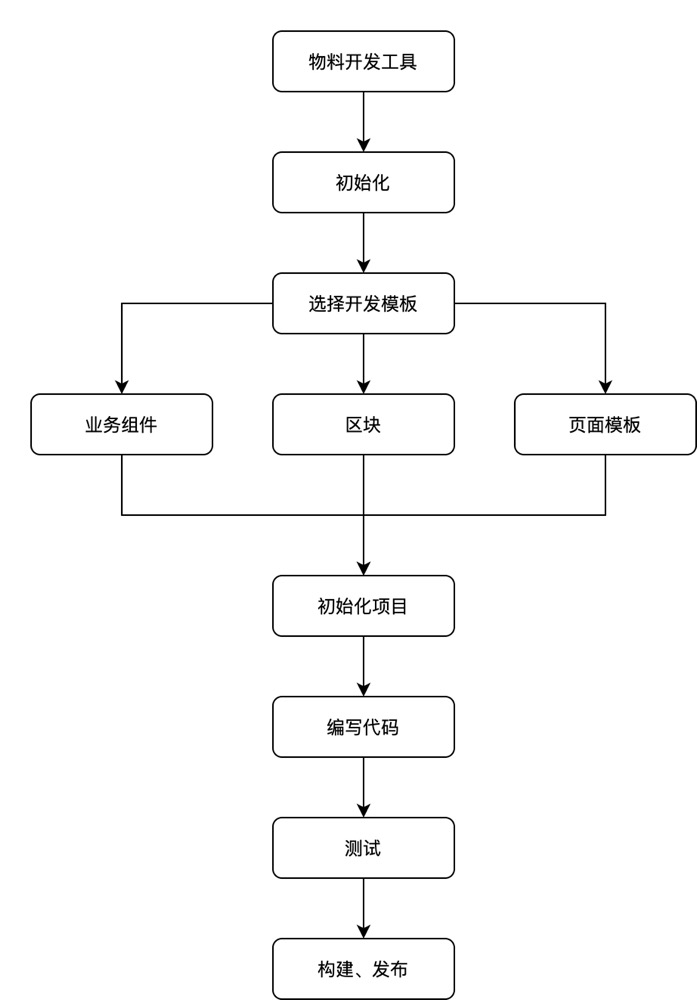 物料开发工具
初始化
选择开发模板
业务组件
区块
页面模板
初始化项目
编写代码
测试
构建、发布